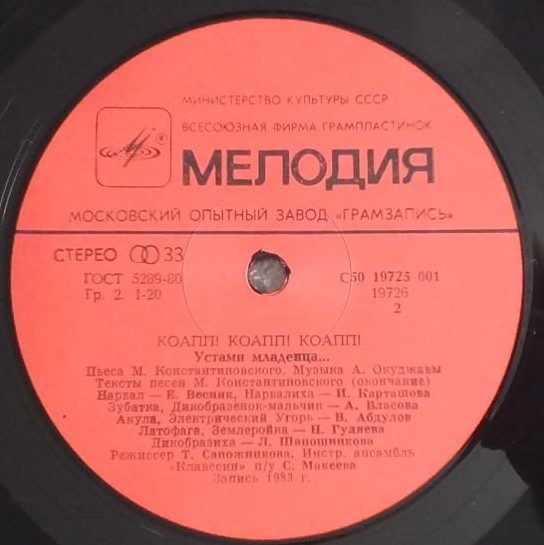 МИНИСТЕРСТВО КУЛЬТУРЫ СССР
ВСЕСОЮЗНАЯ ФИРМА ГРАМПЛАСТИНОК
МЕЛОДИЯ
МОСКОВСКИЙ ОПЫТНЫЙ ЗАВОД «ГРАМЗАПИСЬ»
СТЕРЕО 33
ГОСТ 5289-80 С50 19725 001
Гр. 2. 1-20 19726
2
КОАПП! КОАПП! КОАПП!
Устами младенца...
Пьеса М. Константиновского. Музыка А. Окуджавы
Тексты песен М. Константиновского (окончание)
Нарвал — Е. Весник, Нарвалиха — И. Карташова
Зубатка, Дикобразенок-мальчик — А. Власова
Акула, Электрический Угорь — В. Абдулов
Латофага, Землеройка — Н. Гуляева
Дикобразиха — Л. Шапошникова
Режиссер Т. Сапожникова. Инстр. ансамбль
«Клавесин» п/у С. Макеева
Запись 1983 г.